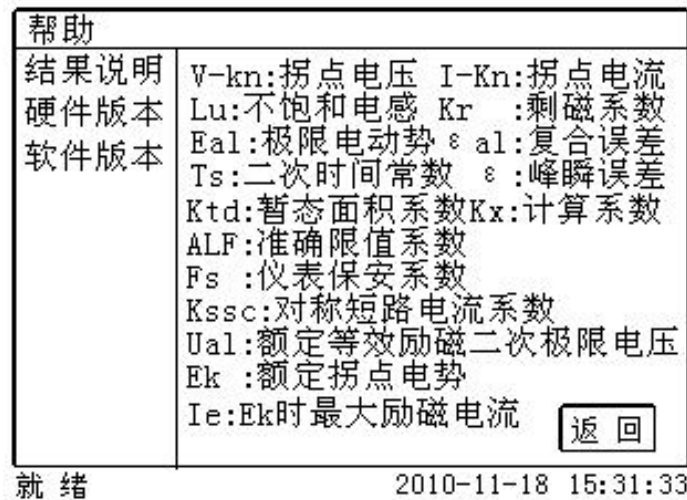 帮助
结果说明
硬件版本
软件版本
V-kn:拐点电压 I-Kn:拐点电流
Lu:不饱和电感 Kr :剩磁系数
Eal:极限电动势 εal:复合误差
Ts:二次时间常数 ε:峰瞬误差
Ktd:暂态面积系数Kx:计算系数
ALF:准确限值系数
Fs :仪表保安系数
Kssc:对称短路电流系数
Ual:额定等效励磁二次极限电压
Ek :额定拐点电势
Ie:Ek时最大励磁电流
返 回
就 绪
2010-11-18 15:31:33